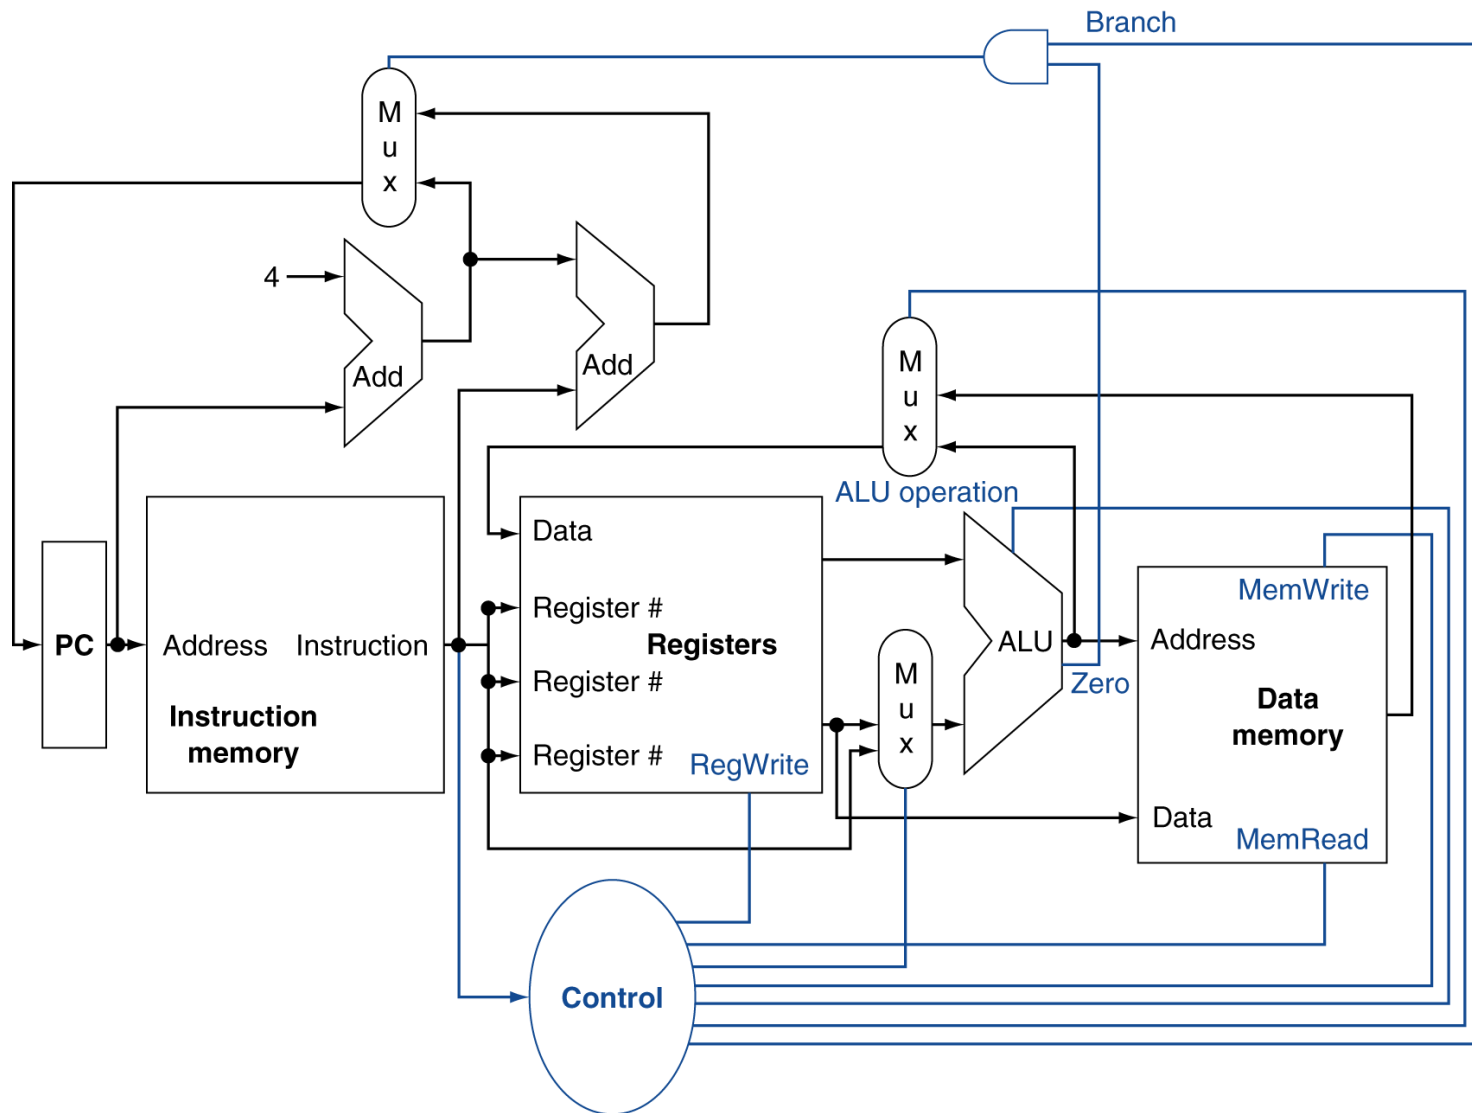 Branch
M
u
x
4
Add
Add
M
u
x
ALU operation
Data
Register #
Registers
Register #
Register #
RegWrite
PC
Address
Instruction
Instruction
memory
M
u
x
ALU
Zero
MemWrite
Address
Data
memory
Data
MemRead
Control